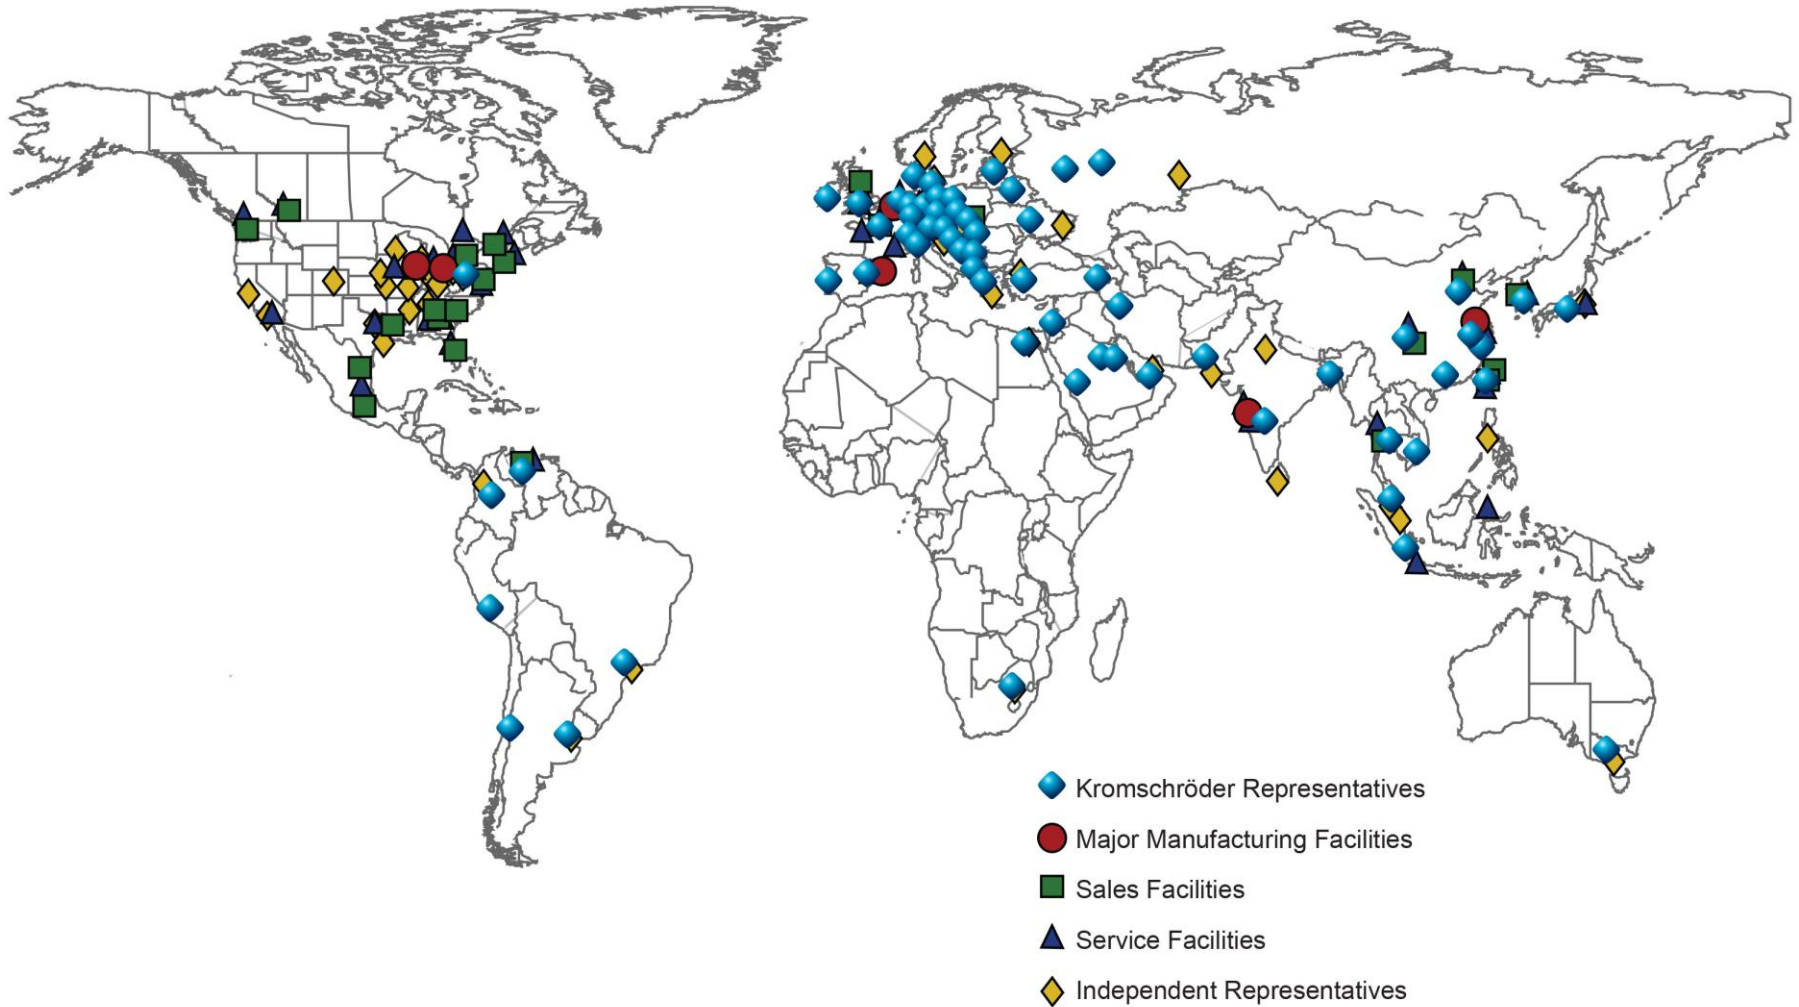 Kromschröder Representatives
Major Manufacturing Facilities
Sales Facilities
Service Facilities
Independent Representatives